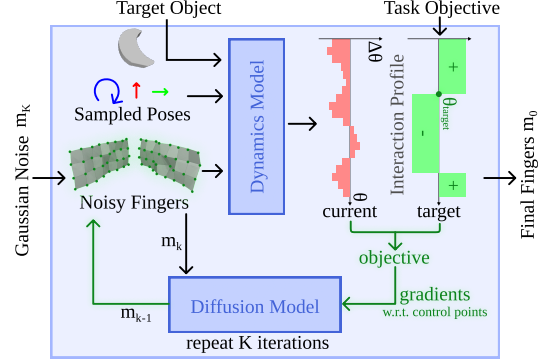 Target Object
Task Objective
Gaussian Noise m_K
Sampled Poses
Noisy Fingers
Dynamics Model
∇θ
θ
current
Interaction Profile
+
-
+
θ_target
target
Final Fingers m_0
objective
gradients
w.r.t. control points
m_k
Diffusion Model
m_k-1
repeat K iterations